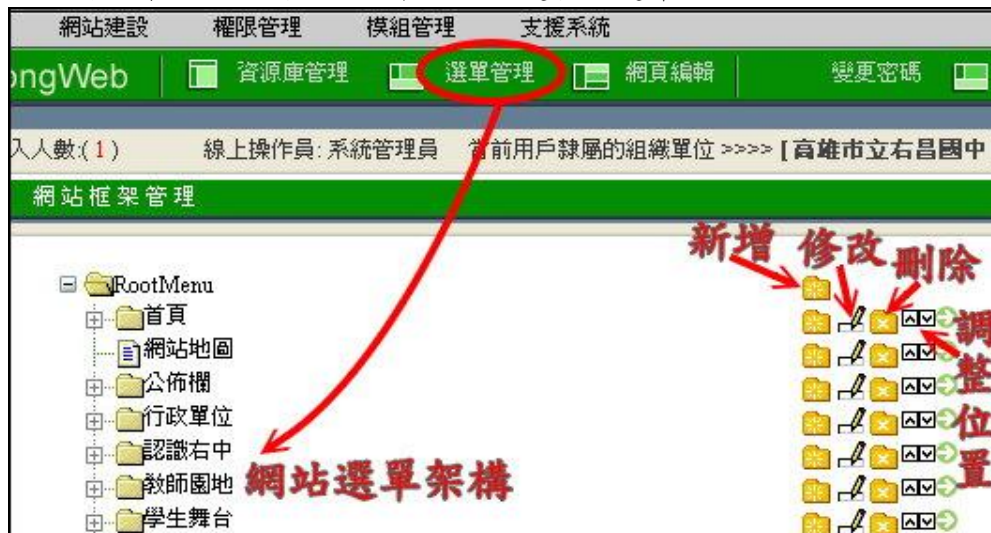 網站建設 權限管理 模組管理 支援系統
ongWeb 資源庫管理 選單管理 網頁編輯 變更密碼
入人數:(1) 線上操作員: 系統管理員 當前用戶隸屬的組織單位 >>>> [高雄市立右昌國中
網站框架管理
新增 修改 刪除
調整位置
RootMenu
首頁
網站地圖
公佈欄
行政單位
認識右中
教師園地
網站選單架構
學生舞台